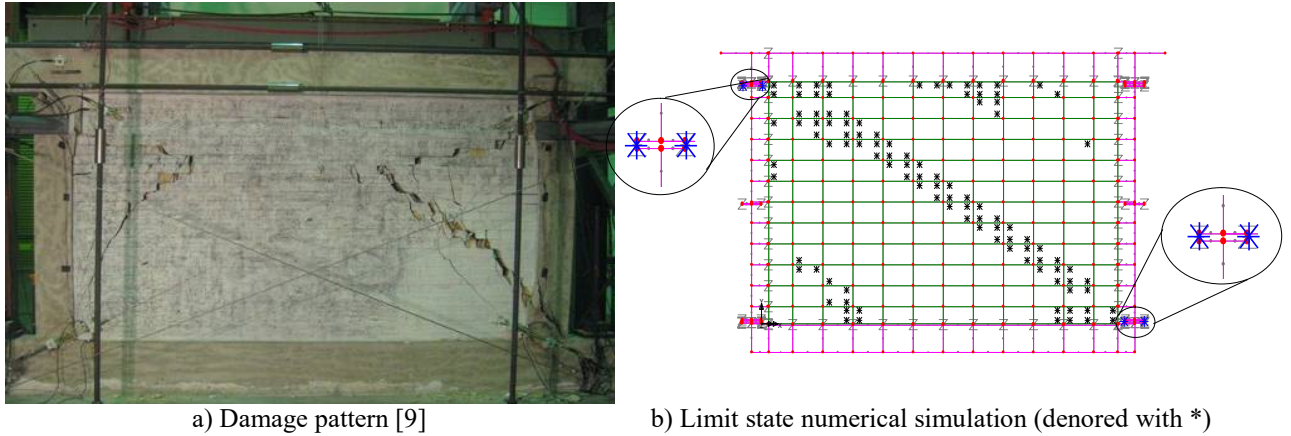 a) Damage pattern [9]
b) Limit state numerical simulation (denored with *)